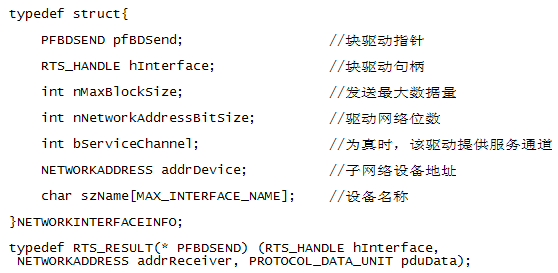 typedef struct{
PFBDSEND pfBDSend; //块驱动指针
RTS_HANDLE hInterface; //块驱动句柄
int nMaxBlockSize; //发送最大数据量
int nNetworkAddressBitSize; //驱动网络位数
int bServiceChannel; //为真时，该驱动提供服务通道
NETWORKADDRESS addrDevice; //子网络设备地址
char szName[MAX_INTERFACE_NAME]; //设备名称
}NETWORKINTERFACEINFO;
typedef RTS_RESULT(* PFBDSEND) (RTS_HANDLE hInterface,
NETWORKADDRESS addrReceiver, PROTOCOL_DATA_UNIT pduData);